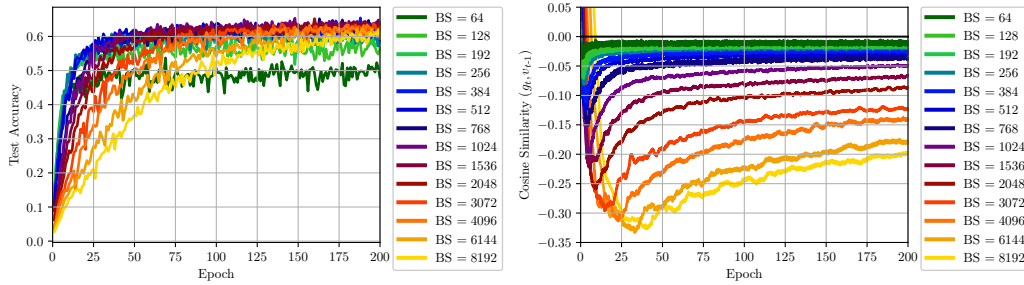 0.6
0.5
0.4
0.3
0.2
0.1
0.0
Test Accuracy
0
25
50
75
100
125
150
175
200
Epoch
BS = 64
BS = 128
BS = 192
BS = 256
BS = 384
BS = 512
BS = 768
BS = 1024
BS = 1536
BS = 2048
BS = 3072
BS = 4096
BS = 6144
BS = 8192
0.05
0.00
−0.05
−0.10
−0.15
−0.20
−0.25
−0.30
−0.35
Cosine Similarity (g_t, v_{t-1})
0
25
50
75
100
125
150
175
200
Epoch
BS = 64
BS = 128
BS = 192
BS = 256
BS = 384
BS = 512
BS = 768
BS = 1024
BS = 1536
BS = 2048
BS = 3072
BS = 4096
BS = 6144
BS = 8192